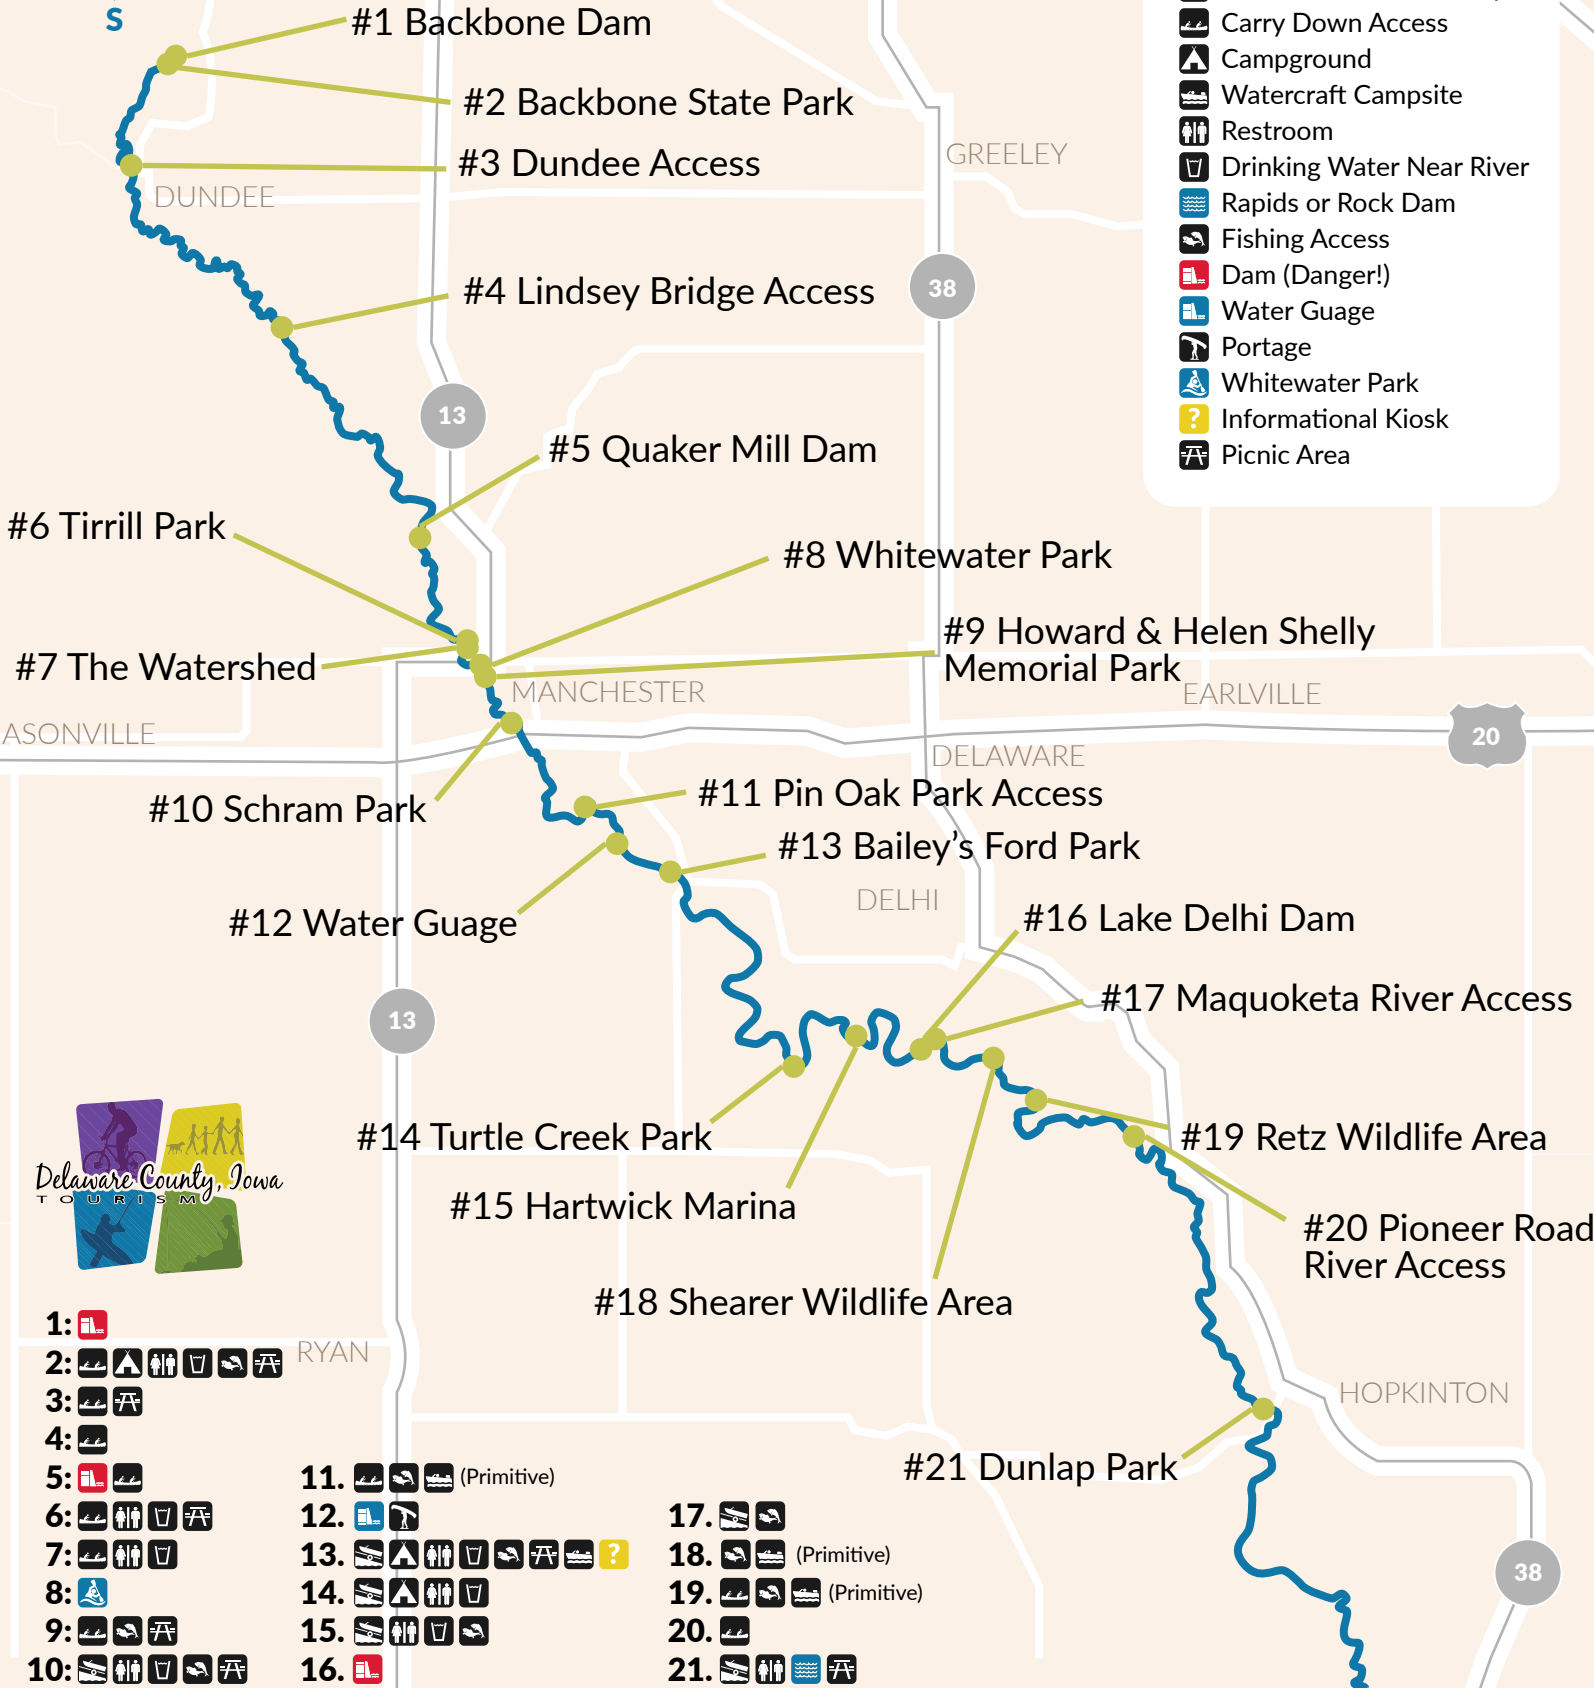 S
#1 Backbone Dam
#2 Backbone State Park
#3 Dundee Access
DUNDEE
GREELEY
#4 Lindsey Bridge Access
38
13
#5 Quaker Mill Dam
#6 Tirrill Park
#8 Whitewater Park
#7 The Watershed
#9 Howard & Helen Shelly
Memorial Park
MANCHESTER
EARLVILLE
ASONVILLE
20
DELAWARE
#10 Schram Park
#11 Pin Oak Park Access
#13 Bailey’s Ford Park
DELHI
#12 Water Guage
#16 Lake Delhi Dam
#17 Maquoketa River Access
13
#14 Turtle Creek Park
#19 Retz Wildlife Area
#15 Hartwick Marina
#20 Pioneer Road
River Access
#18 Shearer Wildlife Area
RYAN
HOPKINTON
#21 Dunlap Park
38
Carry Down Access
Campground
Watercraft Campsite
Restroom
Drinking Water Near River
Rapids or Rock Dam
Fishing Access
Dam (Danger!)
Water Guage
Portage
Whitewater Park
? Informational Kiosk
Picnic Area
Delaware County, Iowa
TOURISM
1:
2:
3:
4:
5:
6:
7:
8:
9:
10:
11. (Primitive)
12.
13. ?
14.
15.
16.
17.
18. (Primitive)
19. (Primitive)
20.
21.